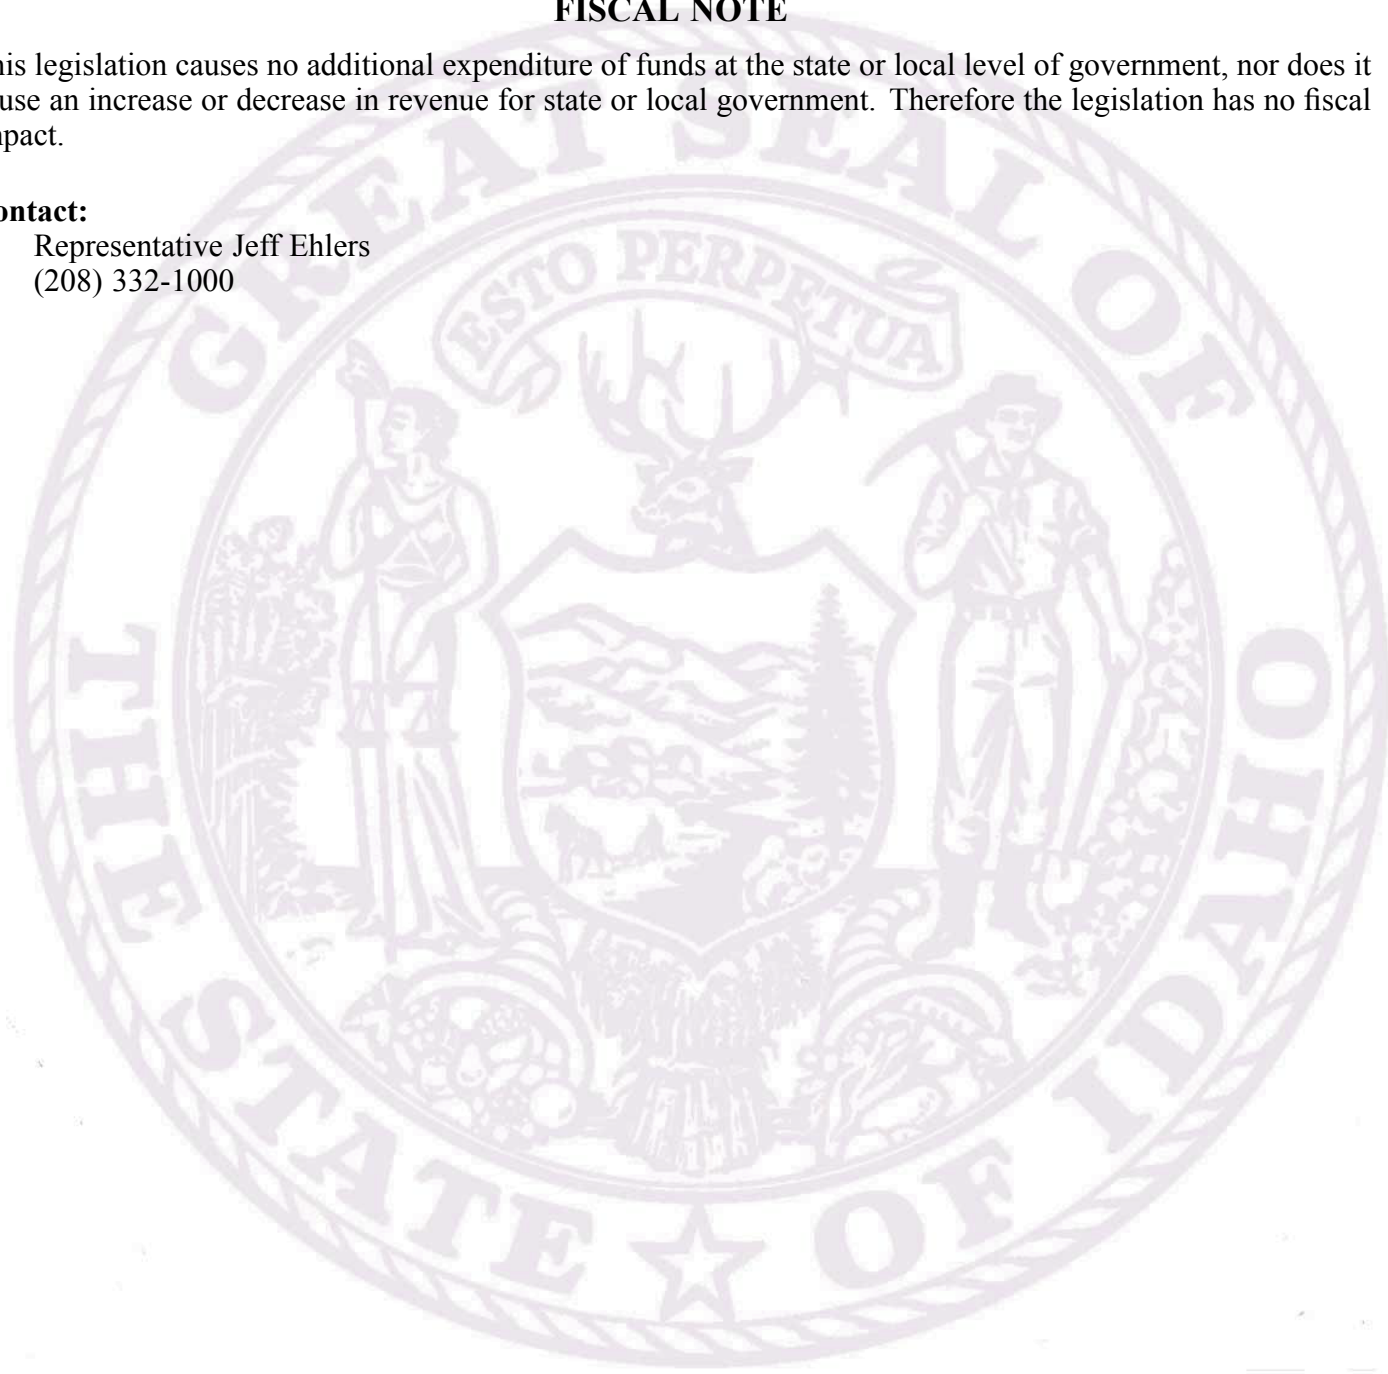 FISCAL NOTE
his legislation causes no additional expenditure of funds at the state or local level of government, nor does it
use an increase or decrease in revenue for state or local government. Therefore the legislation has no fiscal
npact.
ontact:
Representative Jeff Ehlers
(208) 332-1000
GREAT SEAL OF
THE STATE OF IDAHO
ESTO PERPETUA